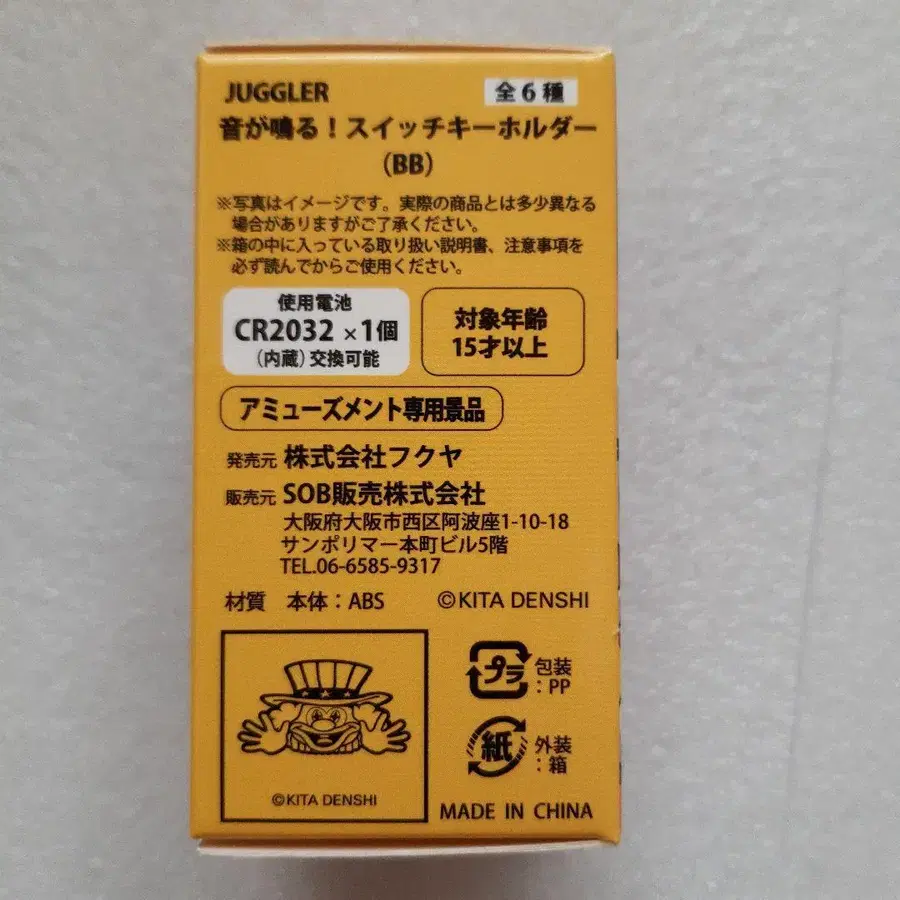 JUGGLER 全6種
音が鳴る！スイッチキーホルダー
（BB）
※写真はイメージです。実際の商品とは多少異なる
場合がありますがご了承ください。
※箱の中に入っている取り扱い説明書、注意事項を
必ず読んでからご使用ください。
使用電池
CR2032 ×1個
（内蔵）交換可能
対象年齢
15才以上
アミューズメント専用景品
発売元 株式会社フクヤ
販売元 SOB販売株式会社
大阪府大阪市西区阿波座1-10-18
サンポリマー本町ビル5階
TEL.06-6585-9317
材質 本体：ABS ©KITA DENSHI
©KITA DENSHI
プラ 包装
：PP
紙 外装
：箱
MADE IN CHINA